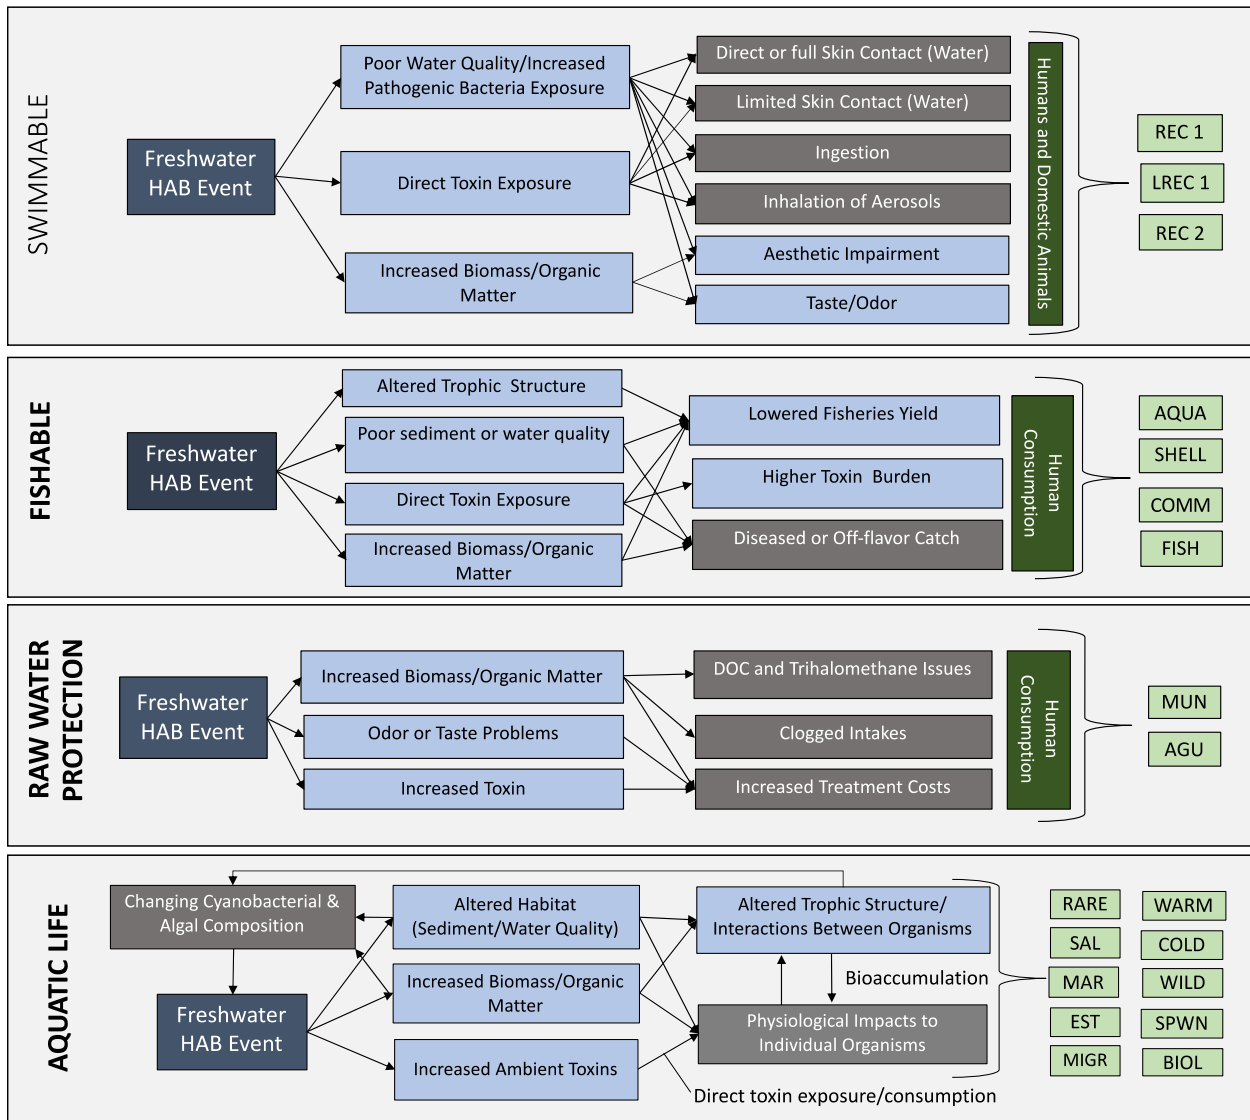 SWIMMABLE
Freshwater
HAB Event
Poor Water Quality/Increased
Pathogenic Bacteria Exposure
Direct Toxin Exposure
Increased Biomass/Organic
Matter
Direct or full Skin Contact (Water)
Limited Skin Contact (Water)
Ingestion
Inhalation of Aerosols
Aesthetic Impairment
Taste/Odor
Humans and Domestic Animals
REC 1
LREC 1
REC 2
FISHABLE
Freshwater
HAB Event
Altered Trophic Structure
Poor sediment or water quality
Direct Toxin Exposure
Increased Biomass/Organic
Matter
Lowered Fisheries Yield
Higher Toxin Burden
Diseased or Off-flavor Catch
Human
Consumption
AQUA
SHELL
COMM
FISH
RAW WATER
PROTECTION
Freshwater
HAB Event
Increased Biomass/Organic Matter
Odor or Taste Problems
Increased Toxin
DOC and Trihalomethane Issues
Clogged Intakes
Increased Treatment Costs
Human
Consumption
MUN
AGU
AQUATIC LIFE
Changing Cyanobacterial &
Algal Composition
Freshwater
HAB Event
Altered Habitat
(Sediment/Water Quality)
Increased Biomass/Organic
Matter
Increased Ambient Toxins
Altered Trophic Structure/
Interactions Between Organisms
Bioaccumulation
Physiological Impacts to
Individual Organisms
Direct toxin exposure/consumption
RARE
WARM
SAL
COLD
MAR
WILD
EST
SPWN
MIGR
BIOL